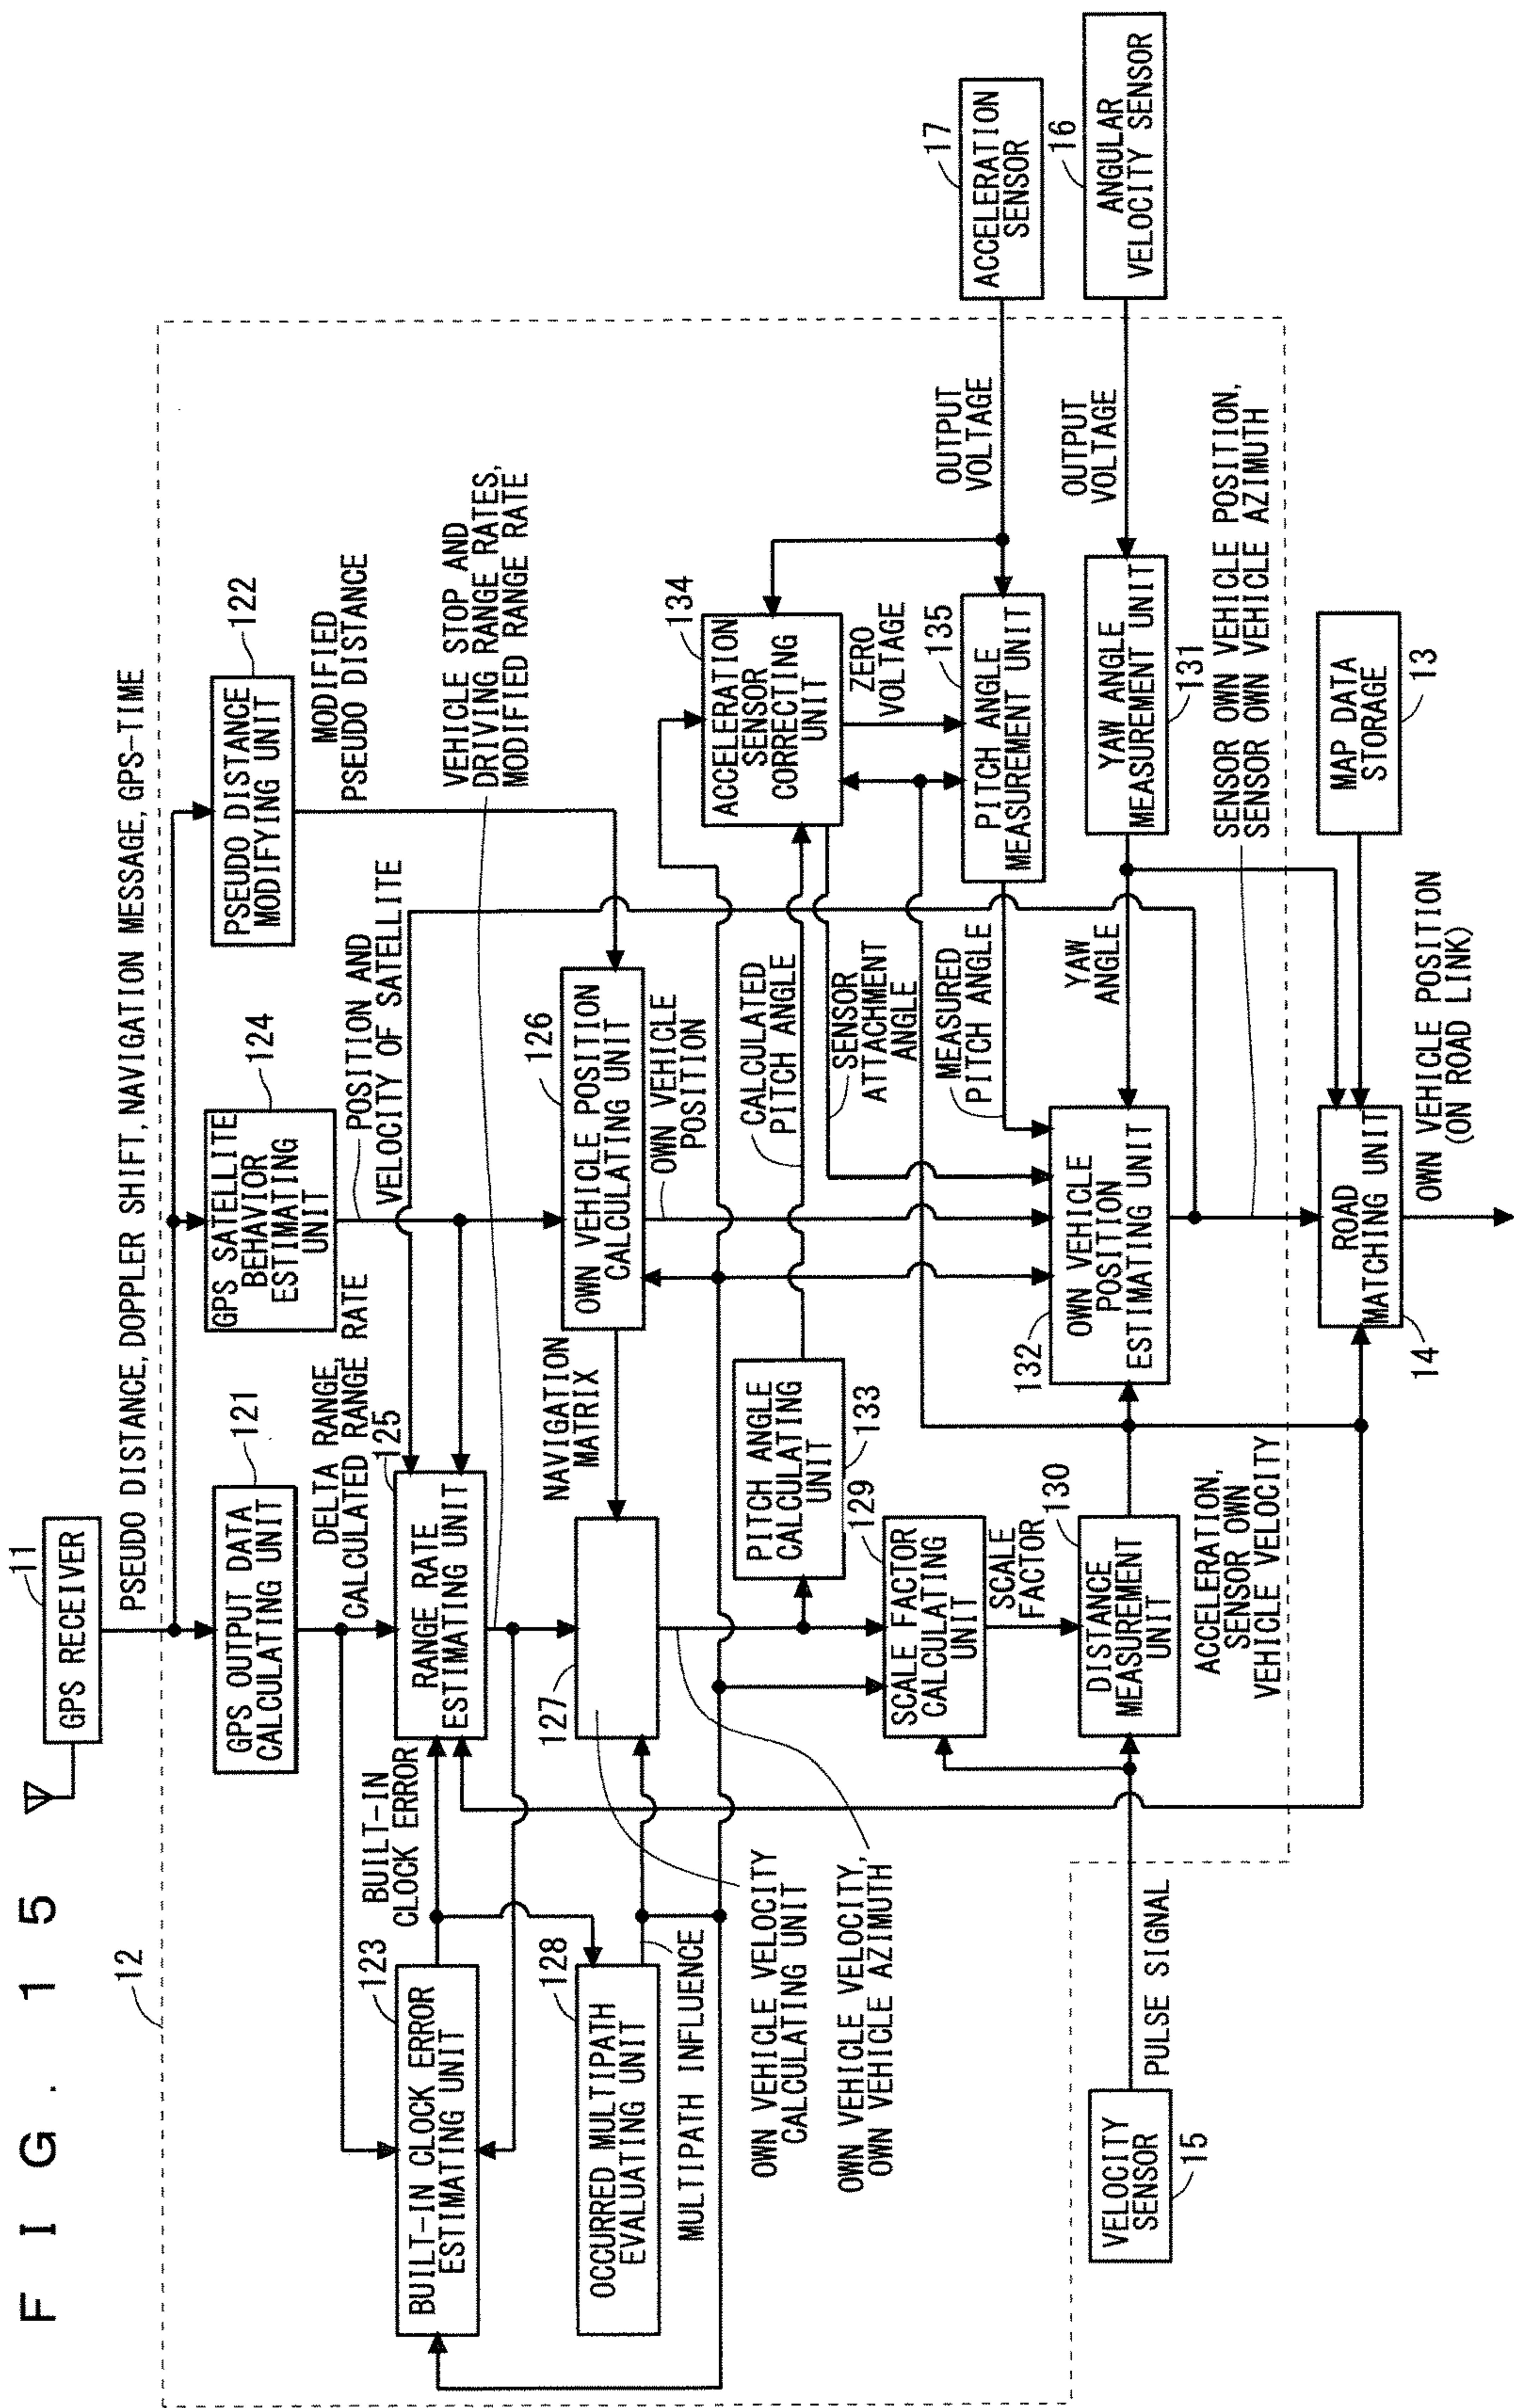 FIG. 15
11
GPS RECEIVER
PSEUDO DISTANCE, DOPPLER SHIFT, NAVIGATION MESSAGE, GPS-TIME
12
121
GPS OUTPUT DATA
CALCULATING UNIT
124
GPS SATELLITE
BEHAVIOR
ESTIMATING
UNIT
122
PSEUDO DISTANCE
MODIFYING UNIT
DELTA RANGE,
CALCULATED RANGE RATE
POSITION AND
VELOCITY OF SATELLITE
MODIFIED
PSEUDO DISTANCE
123
BUILT-IN CLOCK ERROR
ESTIMATING UNIT
BUILT-IN
CLOCK ERROR
125
RANGE RATE
ESTIMATING UNIT
VEHICLE STOP AND
DRIVING RANGE RATES,
MODIFIED RANGE RATE
128
OCCURRED MULTIPATH
EVALUATING UNIT
MULTIPATH INFLUENCE
127
NAVIGATION
MATRIX
126
OWN VEHICLE POSITION
CALCULATING UNIT
OWN VEHICLE
POSITION
OWN VEHICLE VELOCITY
CALCULATING UNIT
OWN VEHICLE VELOCITY,
OWN VEHICLE AZIMUTH
PITCH ANGLE
CALCULATING
UNIT
133
CALCULATED
PITCH ANGLE
SENSOR
ATTACHMENT
ANGLE
134
ACCELERATION
SENSOR
CORRECTING
UNIT
ZERO
VOLTAGE
129
SCALE FACTOR
CALCULATING
UNIT
SCALE
FACTOR
MEASURED
PITCH ANGLE
135
PITCH ANGLE
MEASUREMENT UNIT
OUTPUT
VOLTAGE
17
ACCELERATION
SENSOR
130
DISTANCE
MEASUREMENT
UNIT
ACCELERATION,
SENSOR OWN
VEHICLE VELOCITY
132
OWN VEHICLE
POSITION
ESTIMATING UNIT
YAW
ANGLE
YAW ANGLE
MEASUREMENT UNIT
131
OUTPUT
VOLTAGE
16
ANGULAR
VELOCITY SENSOR
VELOCITY
SENSOR
15
PULSE SIGNAL
SENSOR OWN VEHICLE POSITION,
SENSOR OWN VEHICLE AZIMUTH
ROAD
MATCHING UNIT
14
MAP DATA
STORAGE
13
OWN VEHICLE POSITION
(ON ROAD LINK)